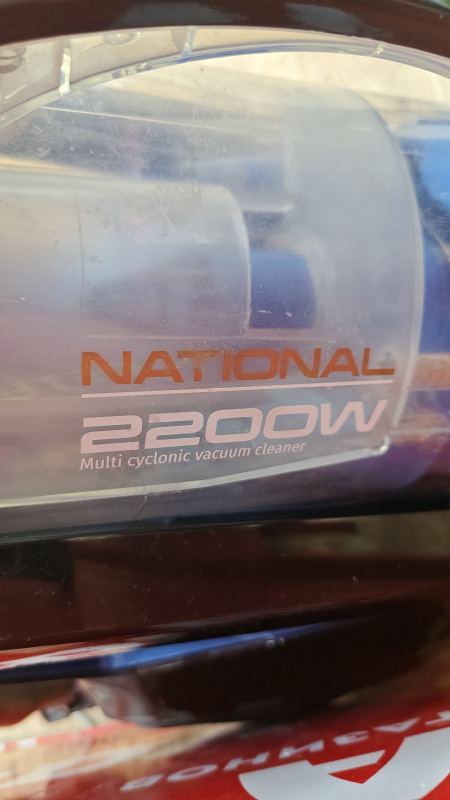 NATIONAL
2200W
Multi cyclonic vacuum cleaner